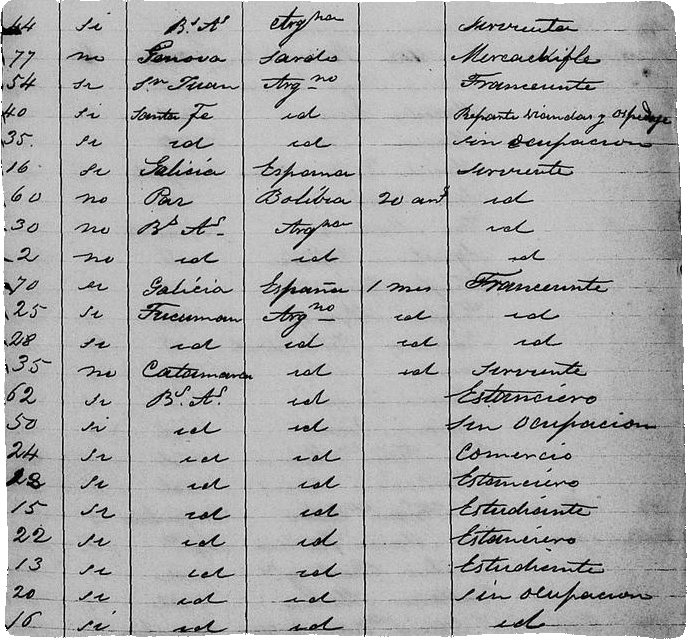 44 si Bs As Argna Sirvienta
77 no Genova Sardo Mercachifle
54 si Sn Juan Argno Transeunte
40 si Santa Fe id Reparte viandas y ospedaje
35 si id id Sin ocupacion
16 si Galicia Espama Sirviente
60 no Paz Bolibia 20 ans id
30 no Bs As Argna id
2 no id id id
70 si Galicia España 1 mes Transeunte
25 si Tucuman Argno id id
28 si id id id id
35 no Catamarca id id Sirviente
62 si Bs As id Estanciero
50 si id id Sin ocupacion
24 si id id Comercio
28 si id id Estanciero
15 si id id Estudiante
22 si id id Estanciero
13 si id id Estudiante
20 si id id Sin ocupacion
16 si id id id